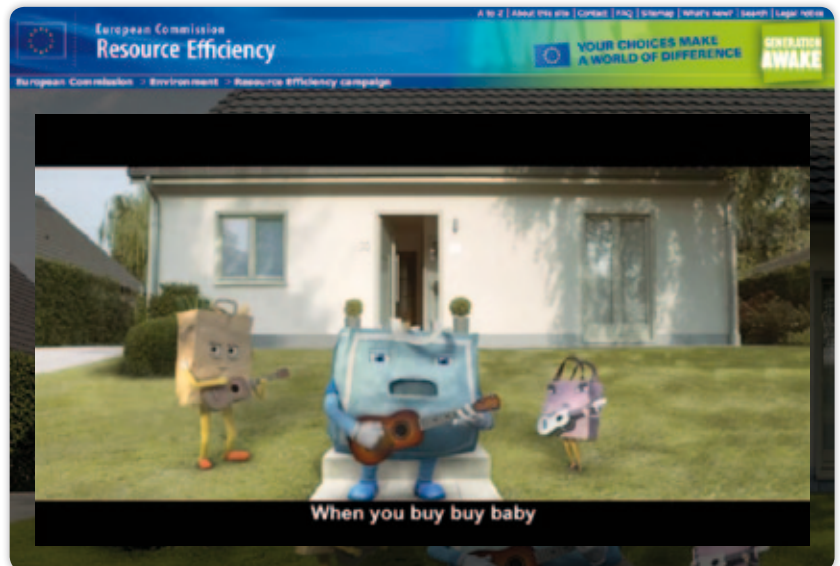 A to Z | About this site | Contact | FAQ | Sitemap | What's new? | Search | Legal notice
European Commission
Resource Efficiency
YOUR CHOICES MAKE
A WORLD OF DIFFERENCE
GENERATION
AWAKE
European Commission > Environment > Resource Efficiency campaign
When you buy buy baby